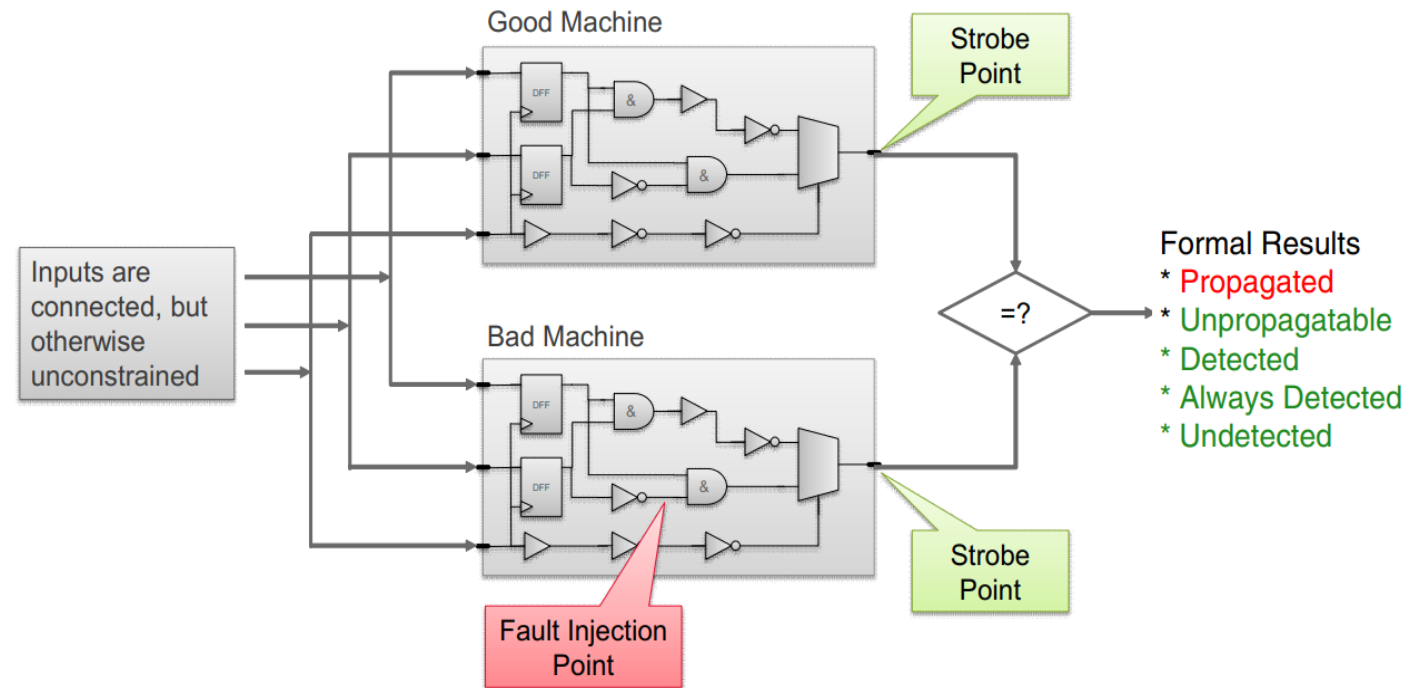 Good Machine
Strobe
Point
DFF
&
DFF
&
Inputs are
connected, but
otherwise
unconstrained
Formal Results
* Propagated
* Unpropagatable
* Detected
* Always Detected
* Undetected
=?
Bad Machine
DFF
&
DFF
&
Strobe
Point
Fault Injection
Point